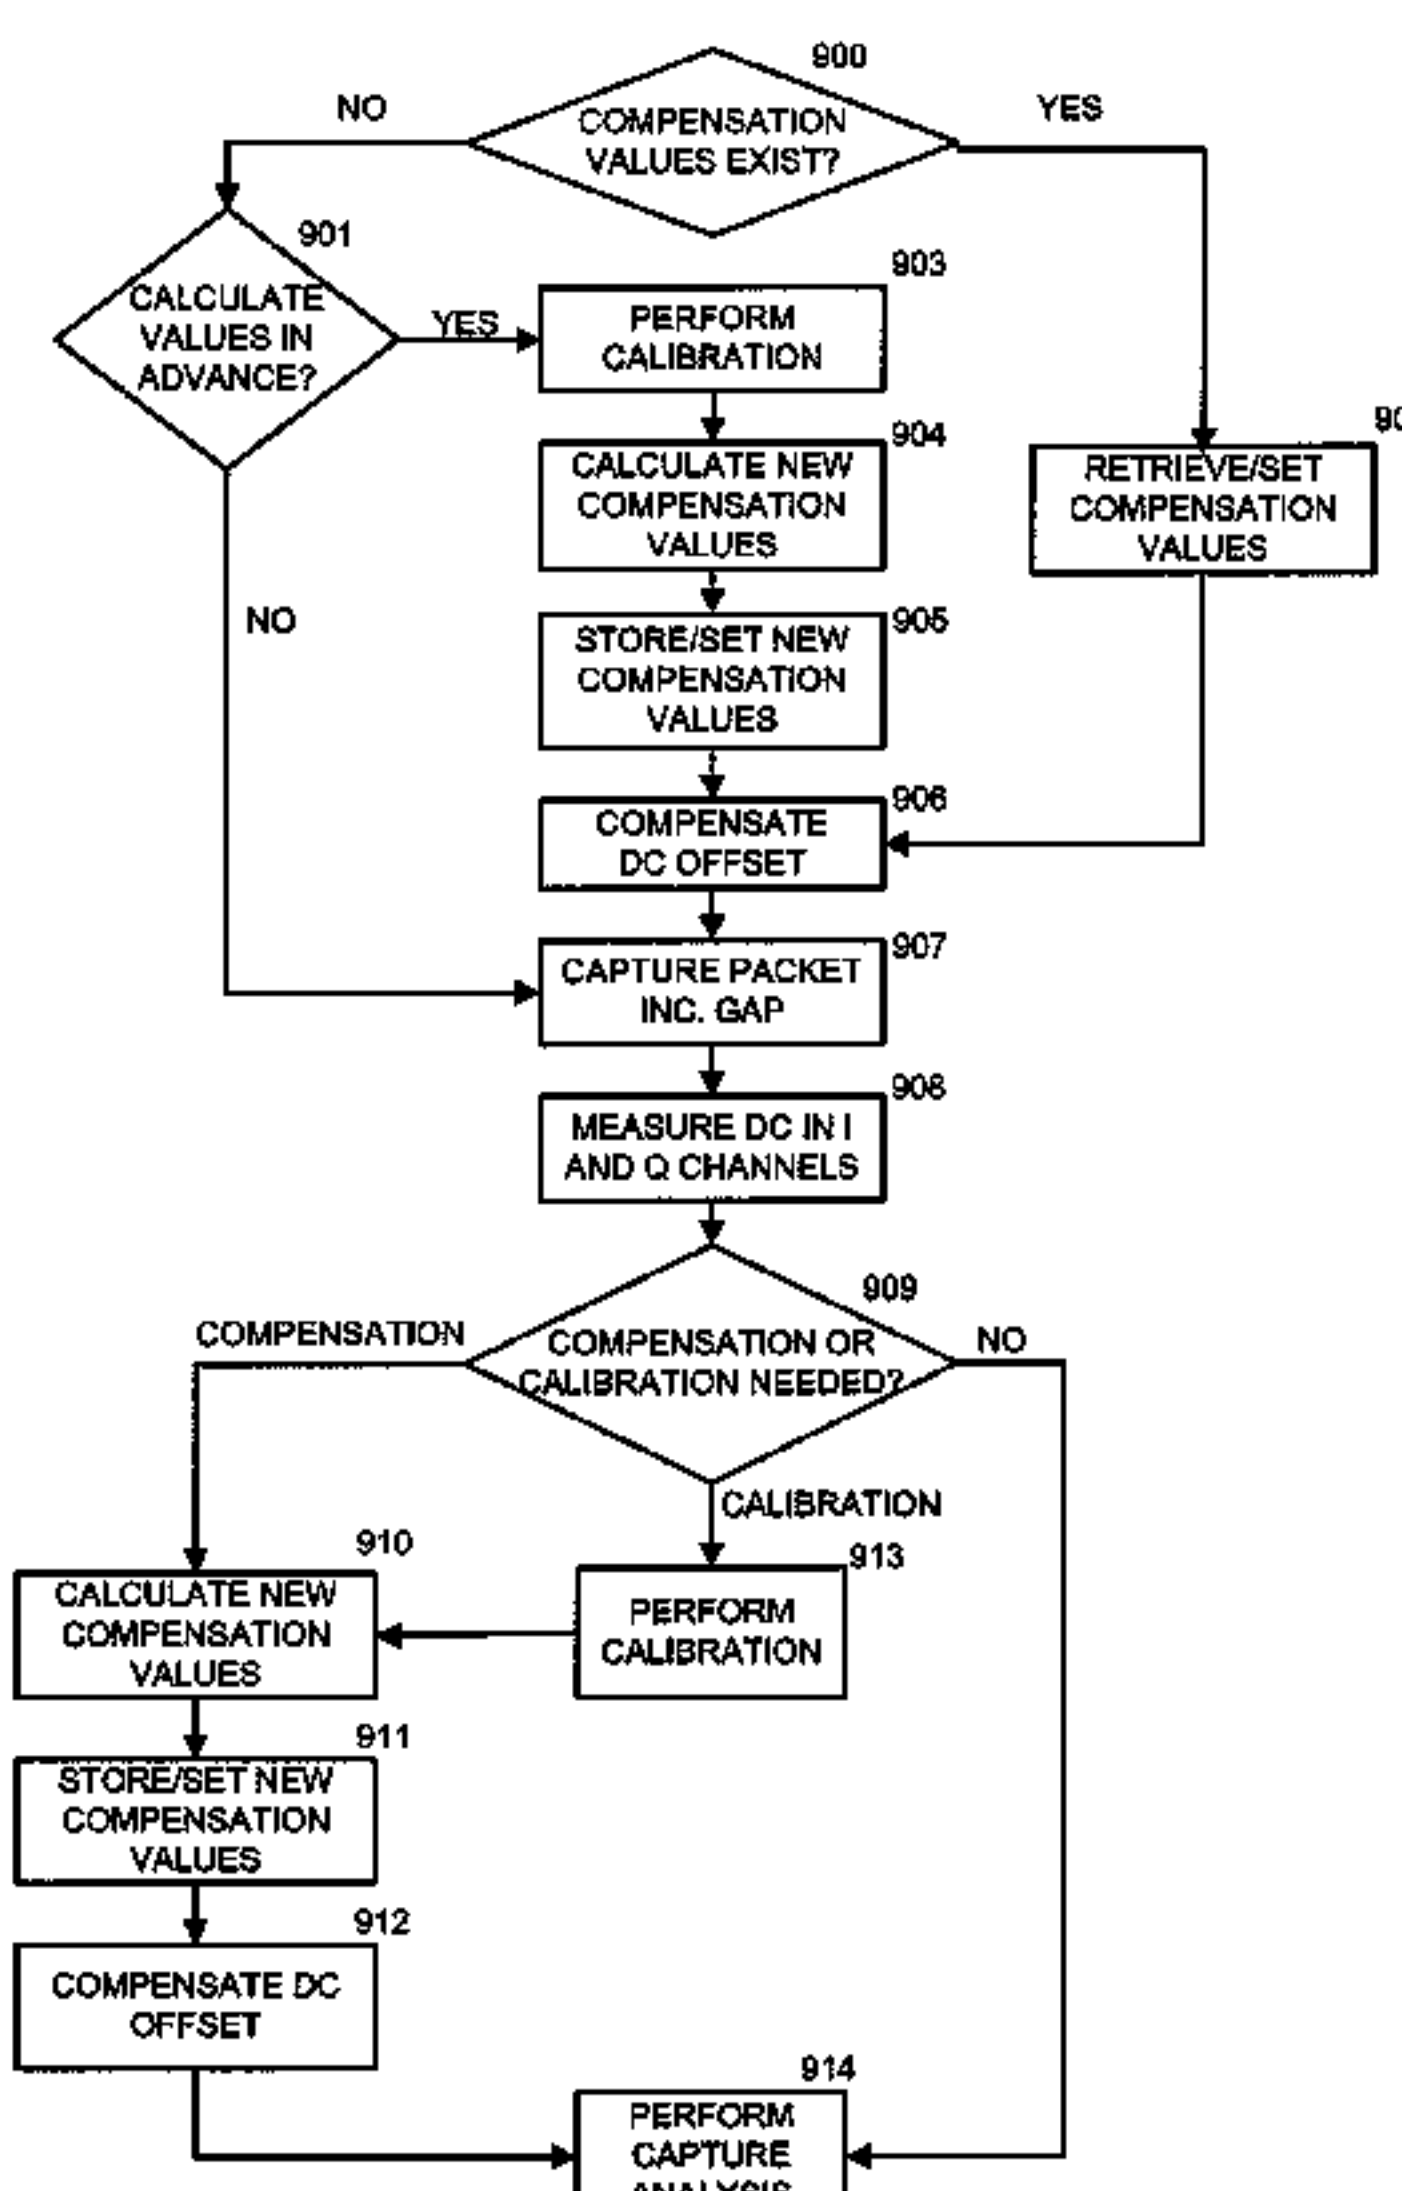 900
NO
COMPENSATION
VALUES EXIST?
YES
901
CALCULATE
VALUES IN
ADVANCE?
YES
903
PERFORM
CALIBRATION
904
CALCULATE NEW
COMPENSATION
VALUES
RETRIEVE/SET
COMPENSATION
VALUES
NO
905
STORE/SET NEW
COMPENSATION
VALUES
906
COMPENSATE
DC OFFSET
907
CAPTURE PACKET
INC. GAP
908
MEASURE DC IN I
AND Q CHANNELS
909
COMPENSATION
COMPENSATION OR
CALIBRATION NEEDED?
NO
CALIBRATION
910
CALCULATE NEW
COMPENSATION
VALUES
913
PERFORM
CALIBRATION
911
STORE/SET NEW
COMPENSATION
VALUES
912
COMPENSATE DC
OFFSET
914
PERFORM
CAPTURE
ANALYSIS